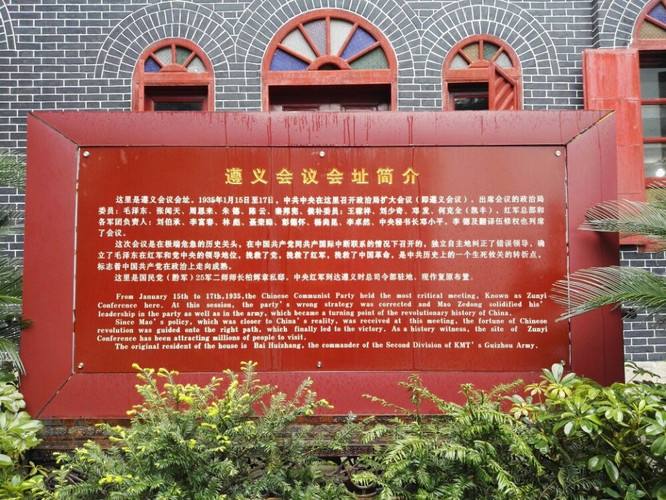 遵义会议会址简介
这里是遵义会议会址。1935年1月15日至17日，中共中央在这里召开政治局扩大会议（即遵义会议）。出席会议的政治局
委员：毛泽东、张闻天、周恩来、朱 德、陈 云、秦邦宪，候补委员：王稼祥、刘少奇、邓 发、何克全（凯丰），红军总部和
各军团负责人：刘伯承、李富春、林 彪、聂荣臻、彭德怀、杨尚昆、李卓然、中央秘书长邓小平。李 德及翻译伍修权也列席
了会议。
这次会议是在极端危急的历史关头，在中国共产党同共产国际中断联系的情况下召开的，独立自主地纠正了错误领导，确
立了毛泽东在红军和党中央的领导地位，挽救了党，挽救了红军，挽救了中国革命，是中共历史上的一个生死攸关的转折点，
标志着中国共产党在政治上走向成熟。
这里是国民党（黔军）25军二师师长柏辉章私邸，中央红军到达遵义时总司令部驻地，现作复原布置。
From January 15th to 17th,1935,the Chinese Communist Party held the most critical meeting, Known as Zunyi
Conference here. At this session, the party's wrong strategy was corrected and Mao Zedong solidified his'
leadership in the party as well as in the army, which became a turning point of the revolutionary history of China.
Since Mao's policy, which was closer to China's reality, was received at this meeting, the fortune of Chinese
revolution was guided onto the right path, which finally led to the victory. As a history witness, the site of Zunyi
Conference has been attracting millions of people to visit.
The original resident of the house is Bai Huizhang, the commander of the Second Division of KMT's Guizhou Army.